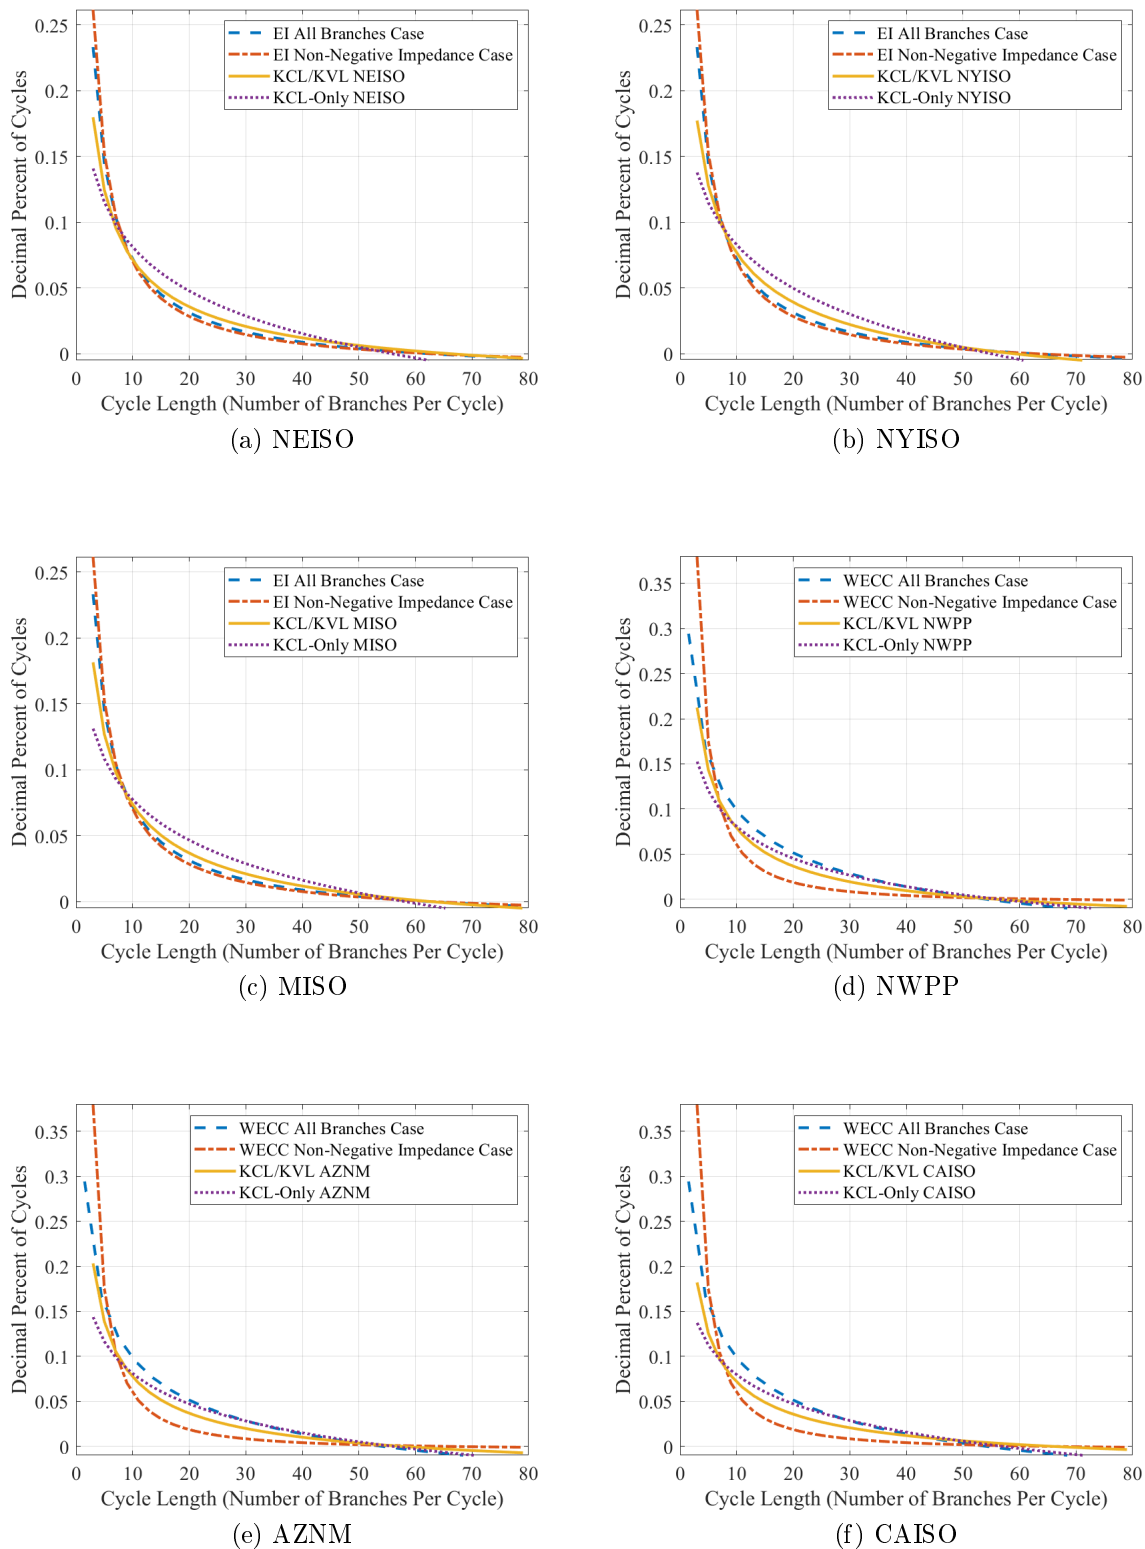 0.25
0.2
0.15
0.1
0.05
0
Decimal Percent of Cycles
EI All Branches Case
EI Non-Negative Impedance Case
KCL/KVL NEISO
KCL-Only NEISO
0 10 20 30 40 50 60 70 80
Cycle Length (Number of Branches Per Cycle)
(a) NEISO
0.25
0.2
0.15
0.1
0.05
0
Decimal Percent of Cycles
EI All Branches Case
EI Non-Negative Impedance Case
KCL/KVL NYISO
KCL-Only NYISO
0 10 20 30 40 50 60 70 80
Cycle Length (Number of Branches Per Cycle)
(b) NYISO
0.25
0.2
0.15
0.1
0.05
0
Decimal Percent of Cycles
EI All Branches Case
EI Non-Negative Impedance Case
KCL/KVL MISO
KCL-Only MISO
0 10 20 30 40 50 60 70 80
Cycle Length (Number of Branches Per Cycle)
(c) MISO
0.35
0.3
0.25
0.2
0.15
0.1
0.05
0
Decimal Percent of Cycles
WECC All Branches Case
WECC Non-Negative Impedance Case
KCL/KVL NWPP
KCL-Only NWPP
0 10 20 30 40 50 60 70 80
Cycle Length (Number of Branches Per Cycle)
(d) NWPP
0.35
0.3
0.25
0.2
0.15
0.1
0.05
0
Decimal Percent of Cycles
WECC All Branches Case
WECC Non-Negative Impedance Case
KCL/KVL AZNM
KCL-Only AZNM
0 10 20 30 40 50 60 70 80
Cycle Length (Number of Branches Per Cycle)
(e) AZNM
0.35
0.3
0.25
0.2
0.15
0.1
0.05
0
Decimal Percent of Cycles
WECC All Branches Case
WECC Non-Negative Impedance Case
KCL/KVL CAISO
KCL-Only CAISO
0 10 20 30 40 50 60 70 80
Cycle Length (Number of Branches Per Cycle)
(f) CAISO